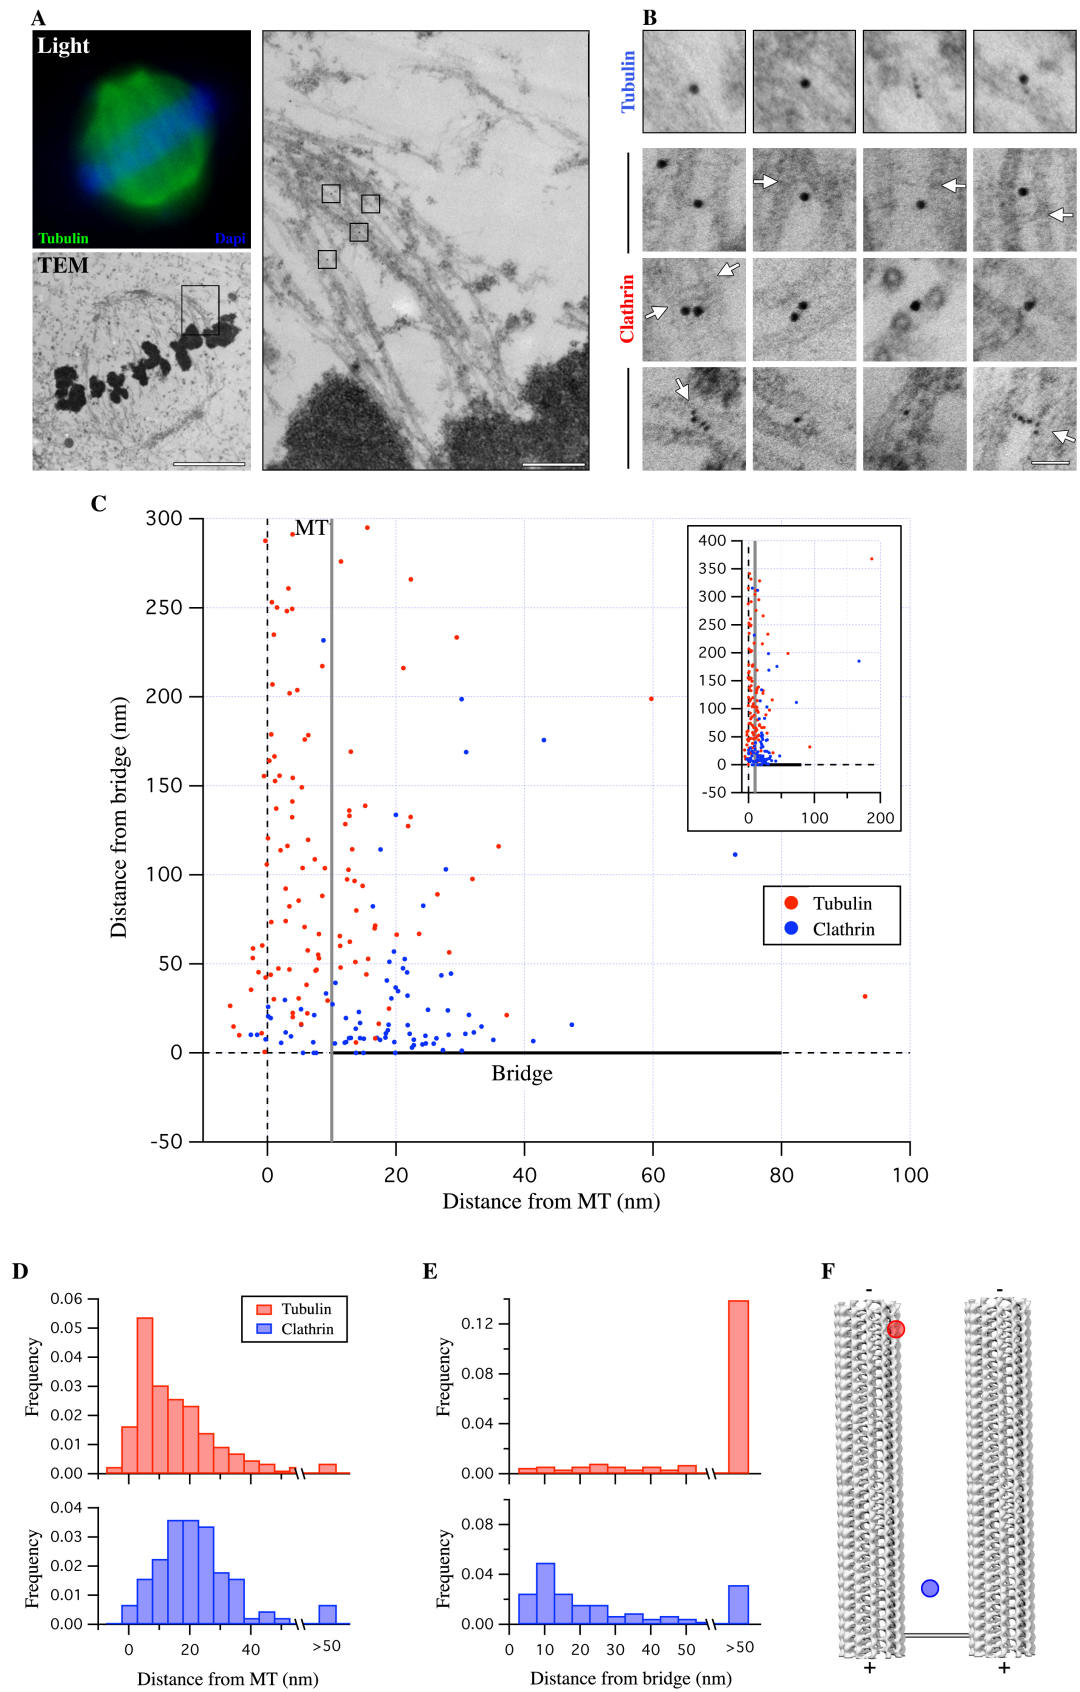 A
Light
Tubulin
Dapi
TEM
B
Tubulin
Clathrin
C
300
250
200
150
100
50
0
-50
Distance from bridge (nm)
MT
Bridge
0
20
40
60
80
100
Distance from MT (nm)
400
350
300
250
200
150
100
50
0
-50
0
100
200
Tubulin
Clathrin
D
0.06
0.05
0.04
0.03
0.02
0.01
0.00
Frequency
Tubulin
Clathrin
0.04
0.03
0.02
0.01
0.00
Frequency
0
20
40
>50
Distance from MT (nm)
E
0.12
0.08
0.04
0.00
Frequency
0.08
0.04
0.00
Frequency
0
10
20
30
40
50
>50
Distance from bridge (nm)
F
-
-
+
+